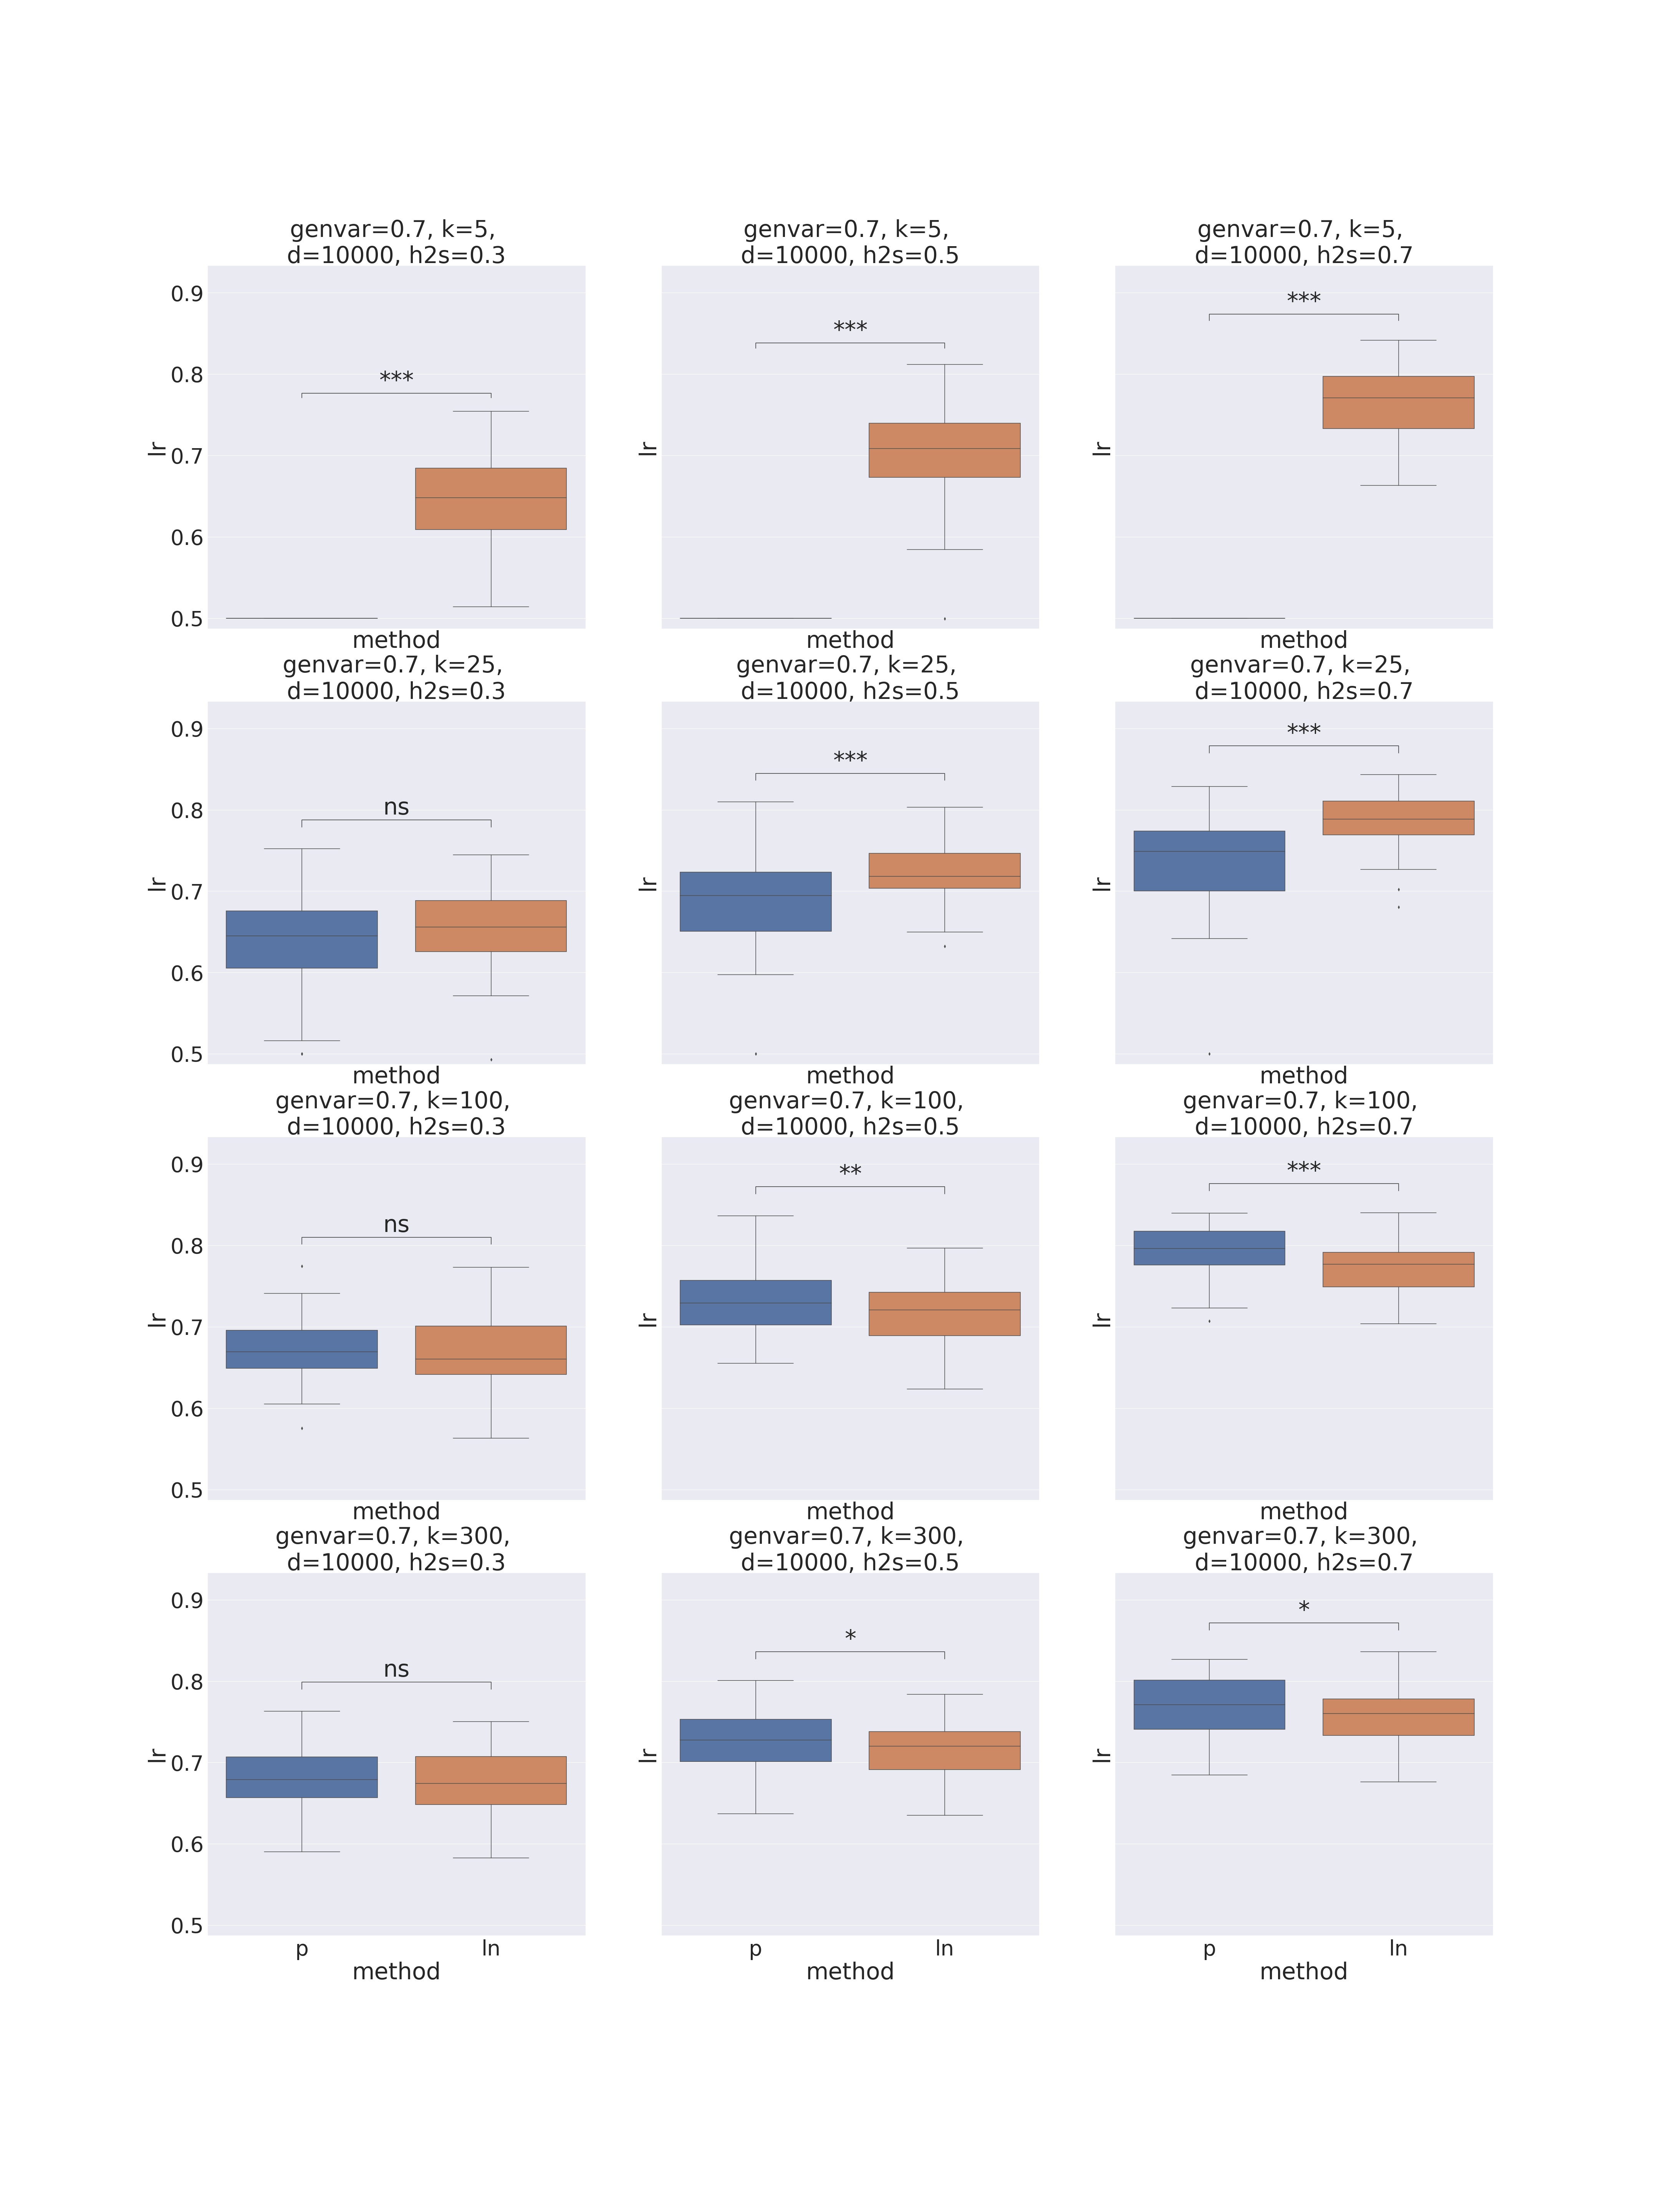 genvar=0.7, k=5,
d=10000, h2s=0.3
genvar=0.7, k=5,
d=10000, h2s=0.5
genvar=0.7, k=5,
d=10000, h2s=0.7
0.9
0.8
0.7
0.6
0.5
lr
***
method
lr
***
method
lr
***
method
genvar=0.7, k=25,
d=10000, h2s=0.3
genvar=0.7, k=25,
d=10000, h2s=0.5
genvar=0.7, k=25,
d=10000, h2s=0.7
0.9
0.8
0.7
0.6
0.5
lr
ns
method
lr
***
method
lr
***
method
genvar=0.7, k=100,
d=10000, h2s=0.3
genvar=0.7, k=100,
d=10000, h2s=0.5
genvar=0.7, k=100,
d=10000, h2s=0.7
0.9
0.8
0.7
0.6
0.5
lr
ns
method
lr
**
method
lr
***
method
genvar=0.7, k=300,
d=10000, h2s=0.3
genvar=0.7, k=300,
d=10000, h2s=0.5
genvar=0.7, k=300,
d=10000, h2s=0.7
0.9
0.8
0.7
0.6
0.5
lr
ns
p ln
method
lr
*
p ln
method
lr
*
p ln
method